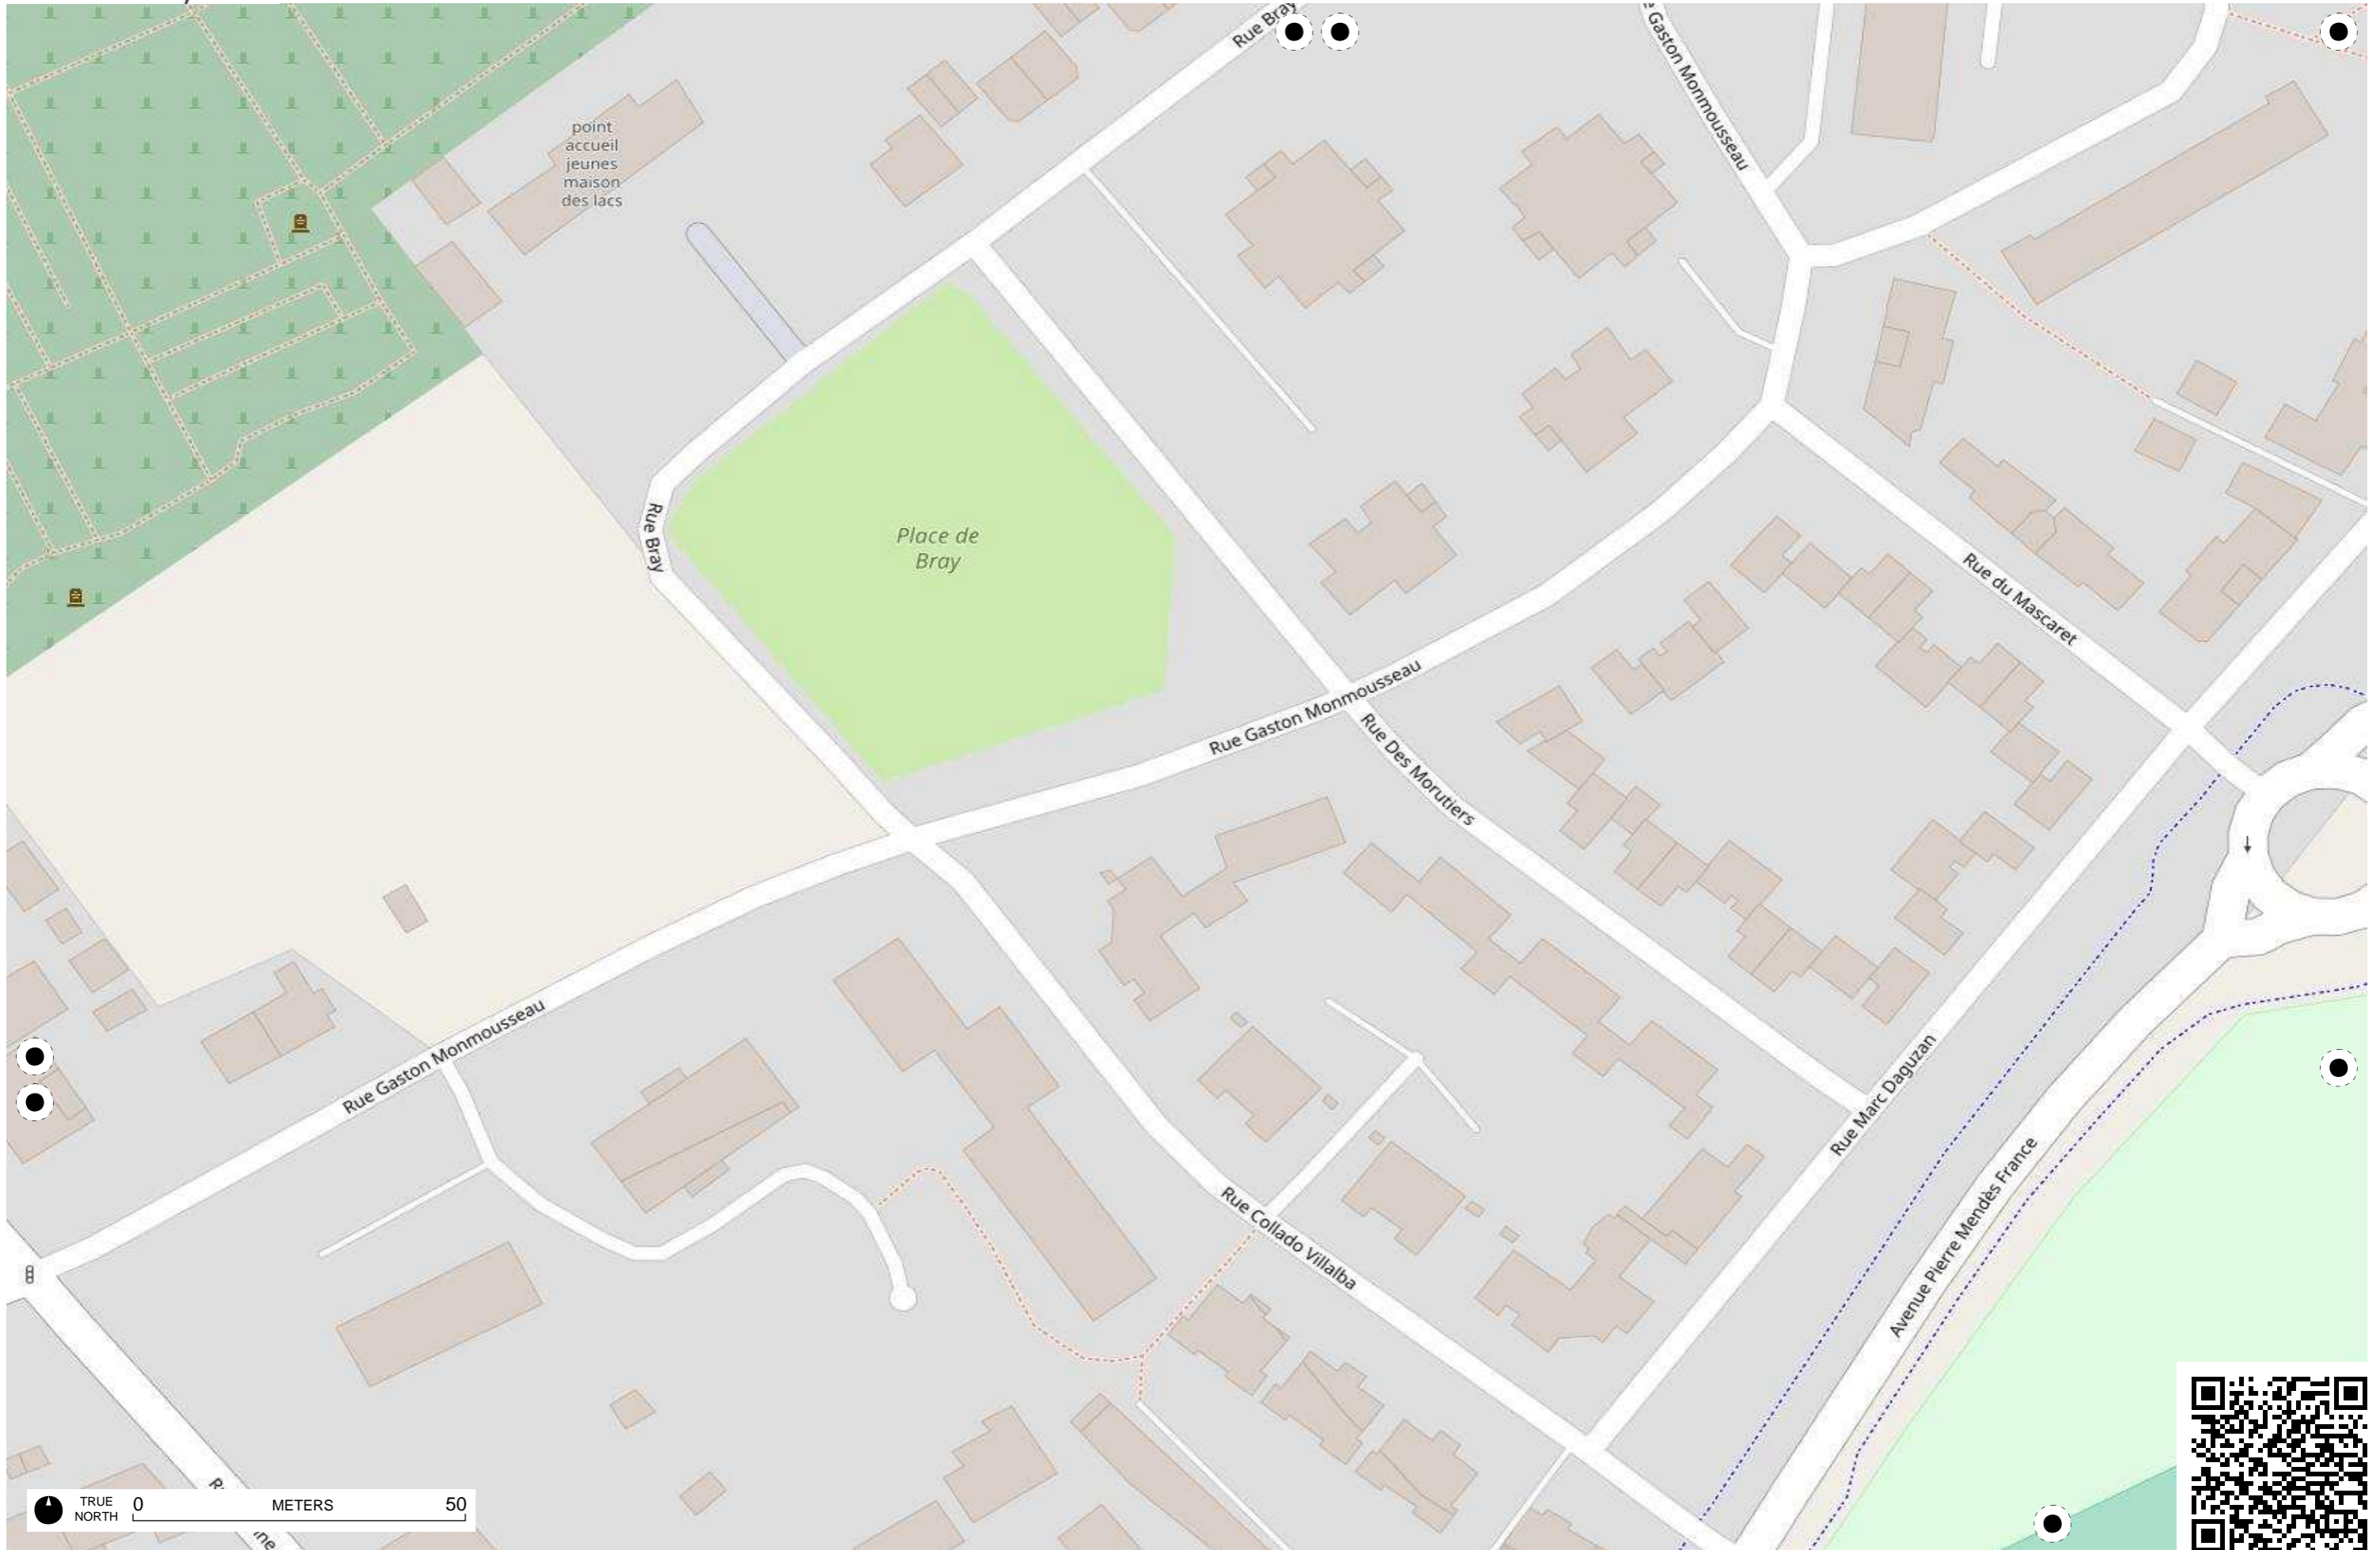 Rue Bray
Gaston Monmousseau
point
accueil
jeunes
maison
des lacs
Rue Bray
Place de
Bray
Rue du Mascaret
Rue Gaston Monmousseau
Rue Des Morutiers
Rue Gaston Monmousseau
Rue Marc Daguzan
Avenue Pierre Mendès France
Rue Collado Villalba
TRUE
NORTH
0
METERS
50